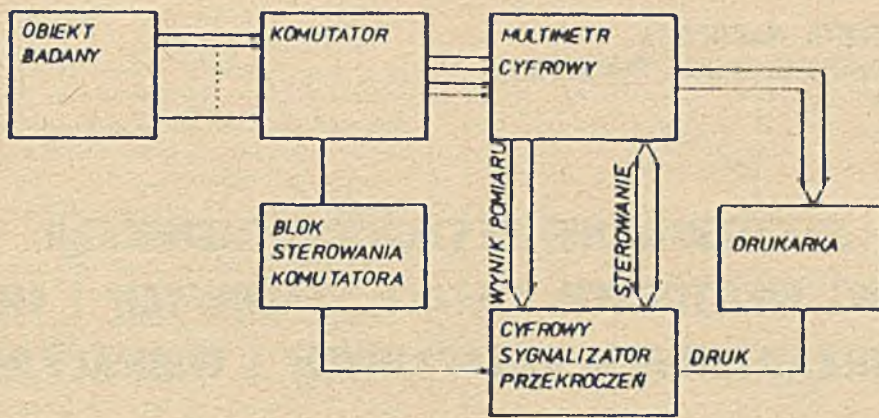 OBIEKT
BADANY
KOMUTATOR
MULTIMETR
CYFROWY
WYNIK POMIARU
STEROWANIE
BLOK
STEROWANIA
KOMUTATORA
DRUKARKA
CYFROWY
SYGNALIZATOR
PRZEKROCZEŃ
DRUK